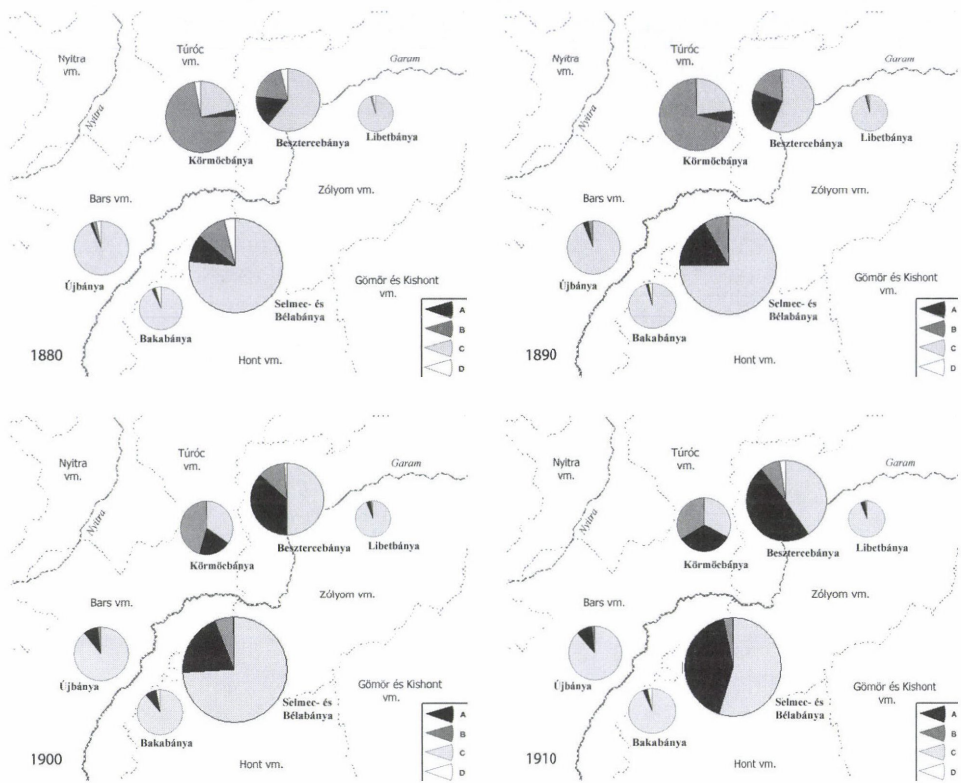 Nyitra
vm.
Túróc
vm.
Garam
Nyitra
Körmöcbánya
Besztercebánya
Libetbánya
Bars vm.
Zólyom vm.
Újbánya
Selmec- és
Bélabánya
Gömör és Kishont
vm.
Bakabánya
Hont vm.
1880
A
B
C
D
Nyitra
vm.
Túróc
vm.
Garam
Nyitra
Körmöcbánya
Besztercebánya
Libetbánya
Bars vm.
Zólyom vm.
Újbánya
Selmec- és
Bélabánya
Gömör és Kishont
vm.
Bakabánya
Hont vm.
1890
A
B
C
D
Nyitra
vm.
Túróc
vm.
Garam
Nyitra
Körmöcbánya
Besztercebánya
Libetbánya
Bars vm.
Zólyom vm.
Újbánya
Selmec- és
Bélabánya
Gömör és Kishont
vm.
Bakabánya
Hont vm.
1900
A
B
C
D
Nyitra
vm.
Túróc
vm.
Garam
Nyitra
Körmöcbánya
Besztercebánya
Libetbánya
Bars vm.
Zólyom vm.
Újbánya
Selmec- és
Bélabánya
Gömör és Kishont
vm.
Bakabánya
Hont vm.
1910
A
B
C
D